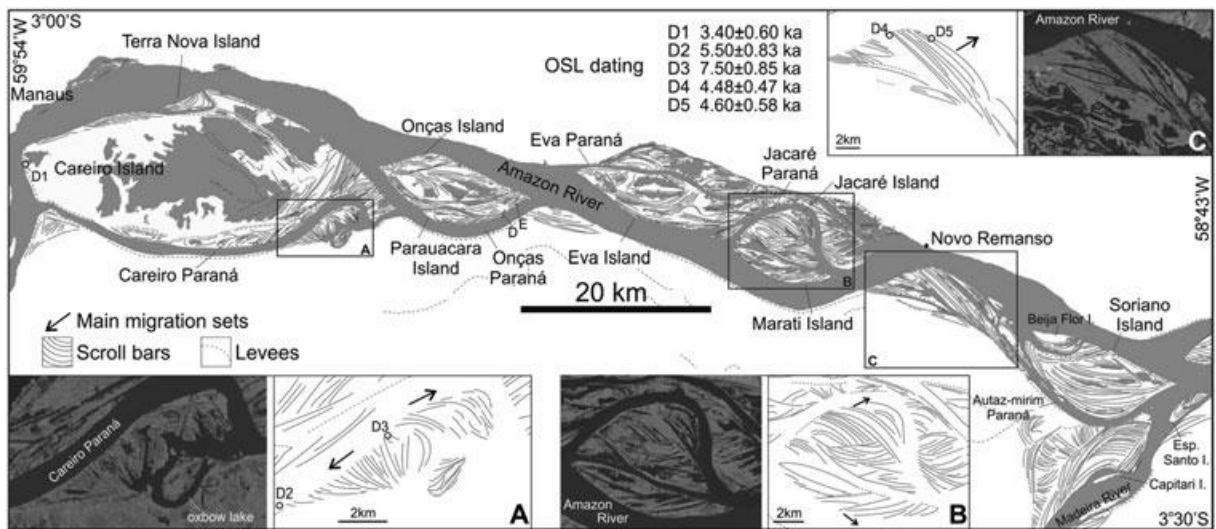 3°00'S
59°54'W
Terra Nova Island
Manaus
D1
Careiro Island
Careiro Paraná
A
Onças Island
Parauacara
Island
D
E
Onças
Paraná
Amazon River
Eva Paraná
Eva Island
Jacaré
Paraná
Jacaré Island
B
Marati Island
Novo Remanso
C
Beija Flor I.
Soriano
Island
Autaz-mirim
Paraná
Esp.
Santo I.
Capitari I.
Madeira River
3°30'S
58°43'W
20 km
OSL dating
D1 3.40±0.60 ka
D2 5.50±0.83 ka
D3 7.50±0.85 ka
D4 4.48±0.47 ka
D5 4.60±0.58 ka
Main migration sets
Scroll bars
Levees
D4
D5
2km
Amazon River
C
Careiro Paraná
oxbow lake
D3
D2
2km
A
Amazon
River
2km
B